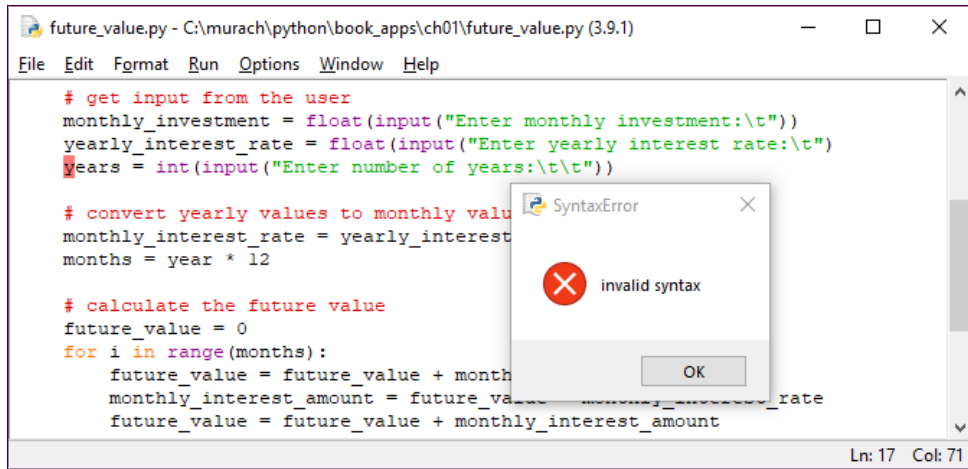 future_value.py - C:\murach\python\book_apps\ch01\future_value.py (3.9.1)
File Edit Format Run Options Window Help
# get input from the user
monthly_investment = float(input("Enter monthly investment:\t"))
yearly_interest_rate = float(input("Enter yearly interest rate:\t")
years = int(input("Enter number of years:\t\t"))
# convert yearly values to monthly valu
monthly_interest_rate = yearly_interest
months = year * 12
# calculate the future value
future_value = 0
for i in range(months):
future_value = future_value + month
monthly_interest_amount = future_value monthly_interest_rate
future_value = future_value + monthly_interest_amount
SyntaxError
invalid syntax
OK
Ln: 17 Col: 71